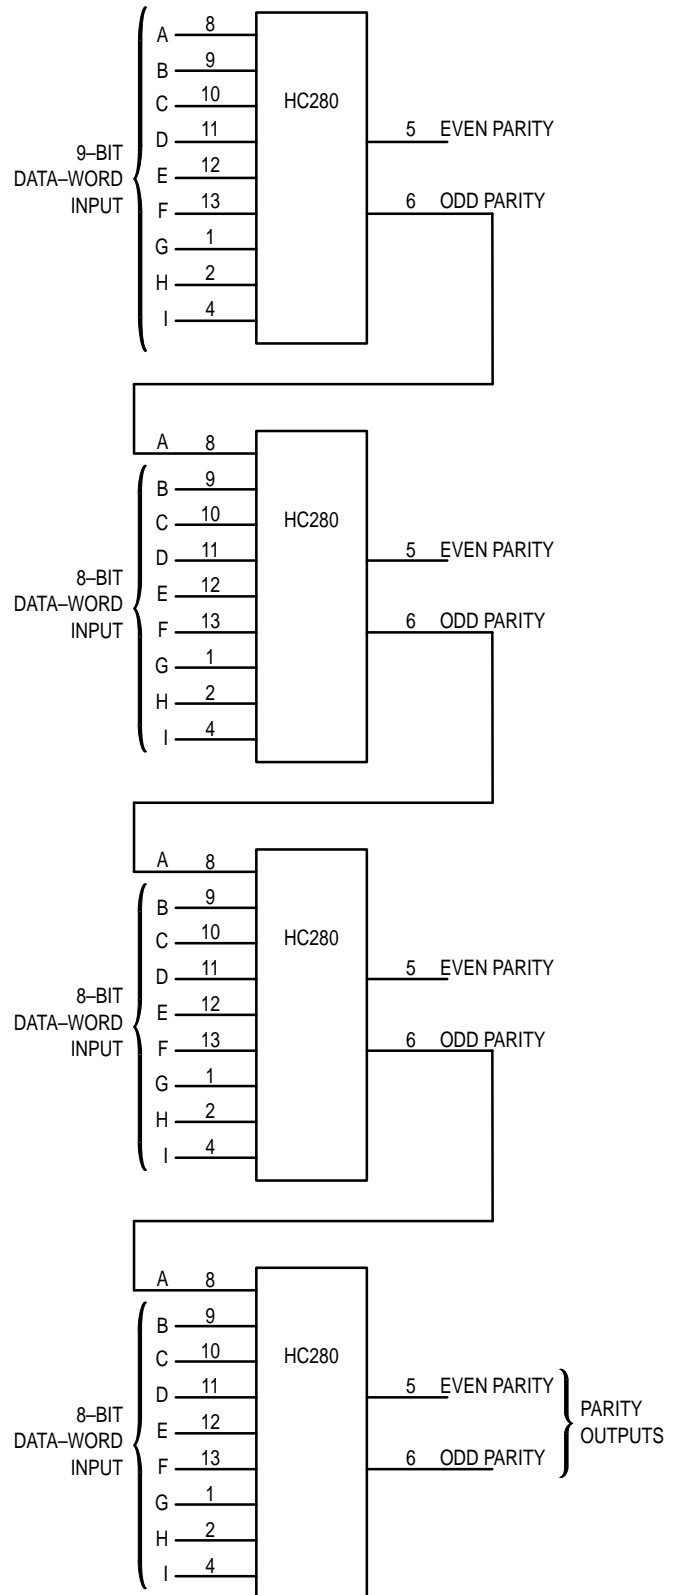 A 8
B 9
C 10
HC280
D 11
5 EVEN PARITY
9–BIT
DATA–WORD
INPUT
E 12
F 13
6 ODD PARITY
G 1
H 2
I 4
A 8
B 9
C 10
HC280
D 11
5 EVEN PARITY
8–BIT
DATA–WORD
INPUT
E 12
F 13
6 ODD PARITY
G 1
H 2
I 4
A 8
B 9
C 10
HC280
D 11
5 EVEN PARITY
8–BIT
DATA–WORD
INPUT
E 12
F 13
6 ODD PARITY
G 1
H 2
I 4
A 8
B 9
C 10
HC280
D 11
5 EVEN PARITY
8–BIT
DATA–WORD
INPUT
E 12
F 13
6 ODD PARITY
PARITY
OUTPUTS
G 1
H 2
I 4